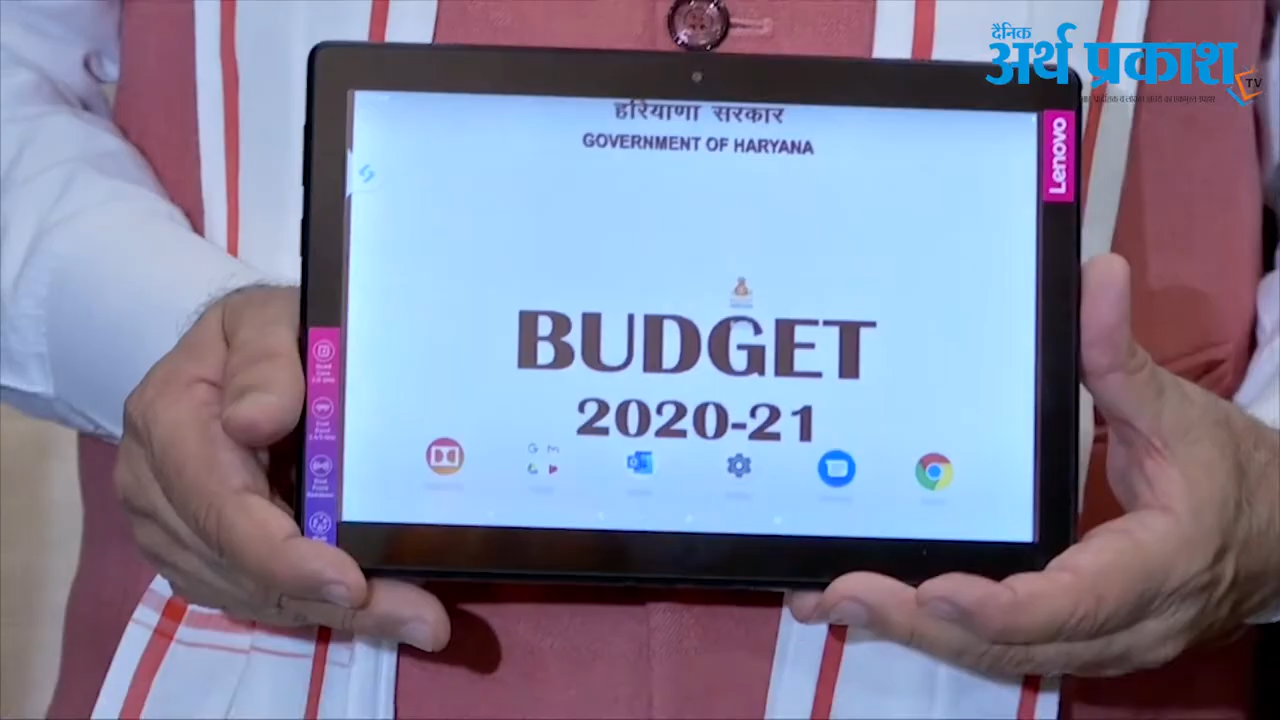 दैनिक
अर्थ प्रकाश
TV
हरियाणा सरकार
GOVERNMENT OF HARYANA
Lenovo
BUDGET
2020-21